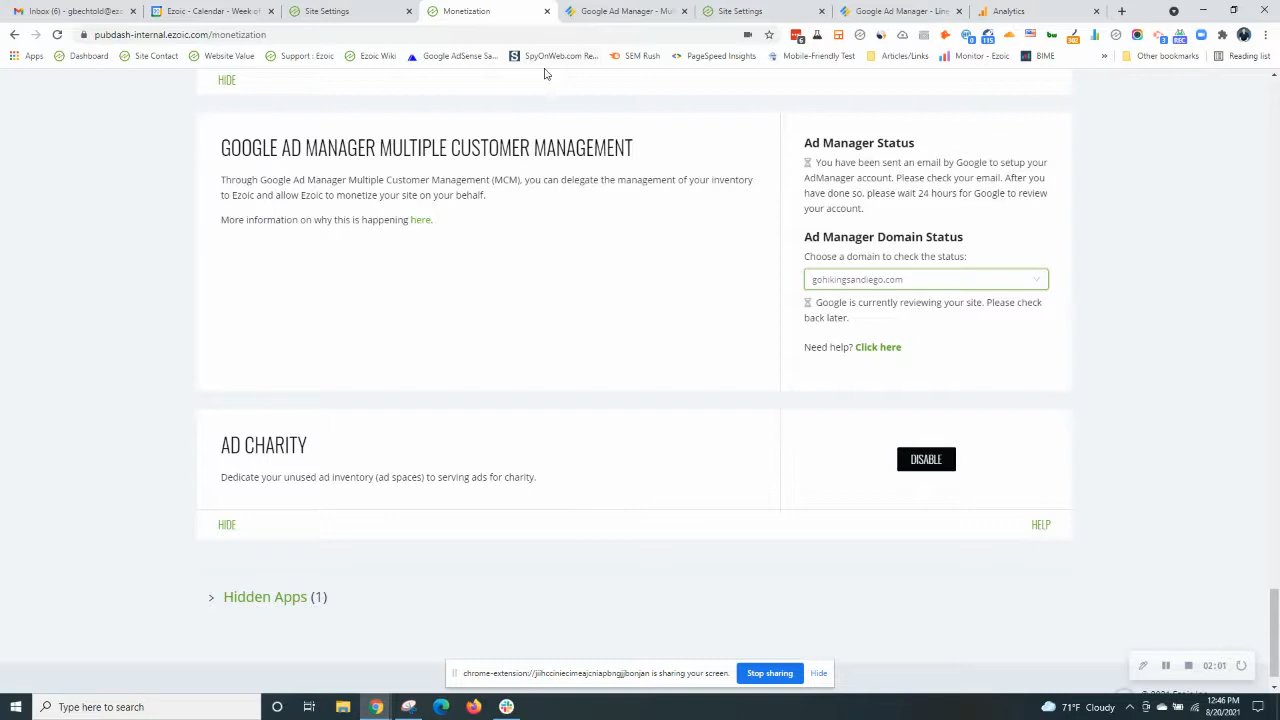 Inbox (6) - gbechtold@ez
Ezoic - Calendar - Week of
Site Settings
Monetization
Google Ad Manager - Mul
Site Settings
Google Ad Manager - Line
Analytics
pubdash-internal.ezoic.com/monetization
Apps
Dashboard
Site Contact
Website Value
Support
Ezoic Wiki
Google AdSenka...
SpyOnWeb.com Re...
SEM Rush
PageSpeed Insights
Mobile-Friendly Test
Articles/Links
Monitor - Ezoic
BIME
Other bookmarks
Reading list
HIDE
GOOGLE AD MANAGER MULTIPLE CUSTOMER MANAGEMENT
Through Google Ad Manager Multiple Customer Management (MCM), you can delegate the management of your inventory
to Ezoic and allow Ezoic to monetize your site on your behalf.
More information on why this is happening here.
Ad Manager Status
You have been sent an email by Google to setup your
AdManager account. Please check your email. After you
have done so, please wait 24 hours for Google to review
your account.
Ad Manager Domain Status
Choose a domain to check the status:
gohikingsandiego.com
Google is currently reviewing your site. Please check
back later.
Need help? Click here
AD CHARITY
Dedicate your unused ad inventory (ad spaces) to serving ads for charity.
DISABLE
HIDE
HELP
> Hidden Apps (1)
Stop sharing
Hide
02:01
Type here to search
71°F Cloudy
12:46 PM
8/20/2021